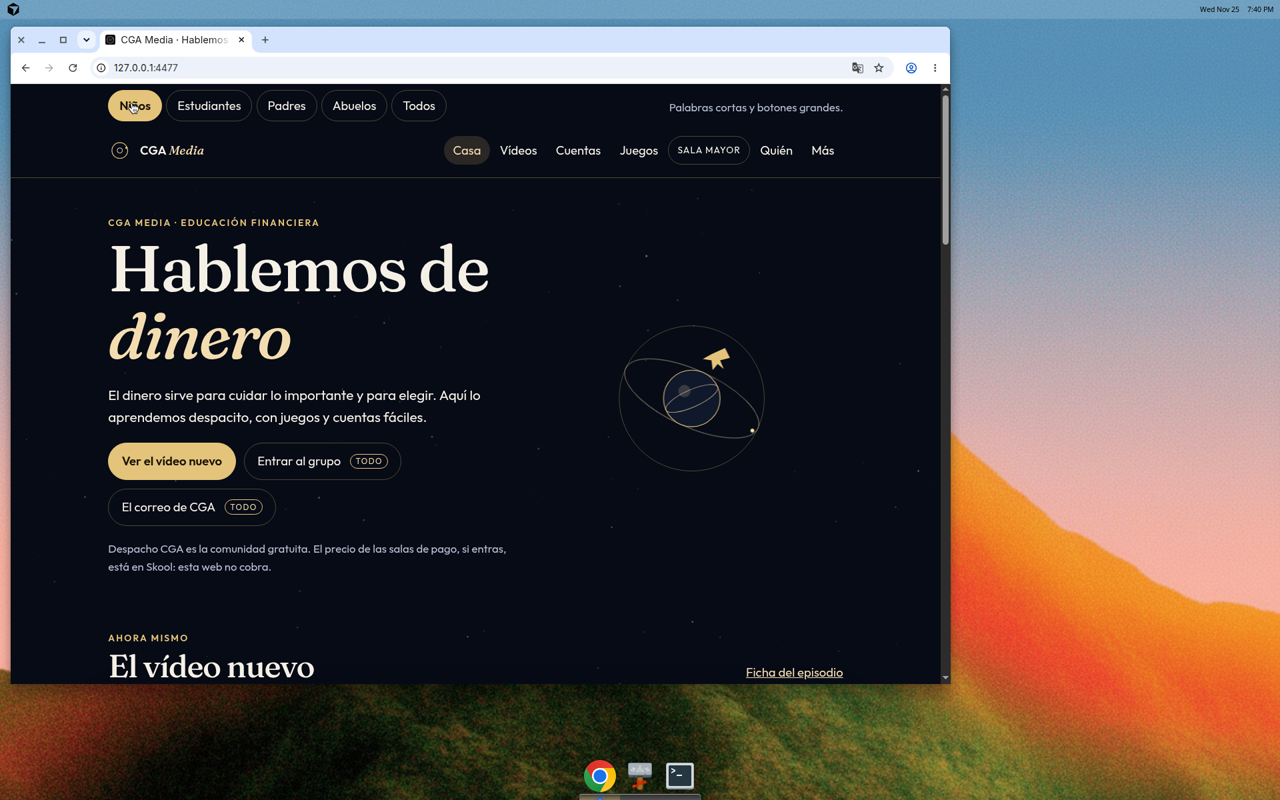 Wed Nov 25 7:40 PM
CGA Media · Hablemos
127.0.0.1:4477
Niños Estudiantes Padres Abuelos Todos Palabras cortas y botones grandes.
CGA Media Casa Vídeos Cuentas Juegos SALA MAYOR Quién Más
CGA MEDIA · EDUCACIÓN FINANCIERA
Hablemos de
dinero
El dinero sirve para cuidar lo importante y para elegir. Aquí lo
aprendemos despacito, con juegos y cuentas fáciles.
Ver el vídeo nuevo Entrar al grupo TODO
El correo de CGA TODO
Despacho CGA es la comunidad gratuita. El precio de las salas de pago, si entras,
está en Skool: esta web no cobra.
AHORA MISMO
El vídeo nuevo Ficha del episodio